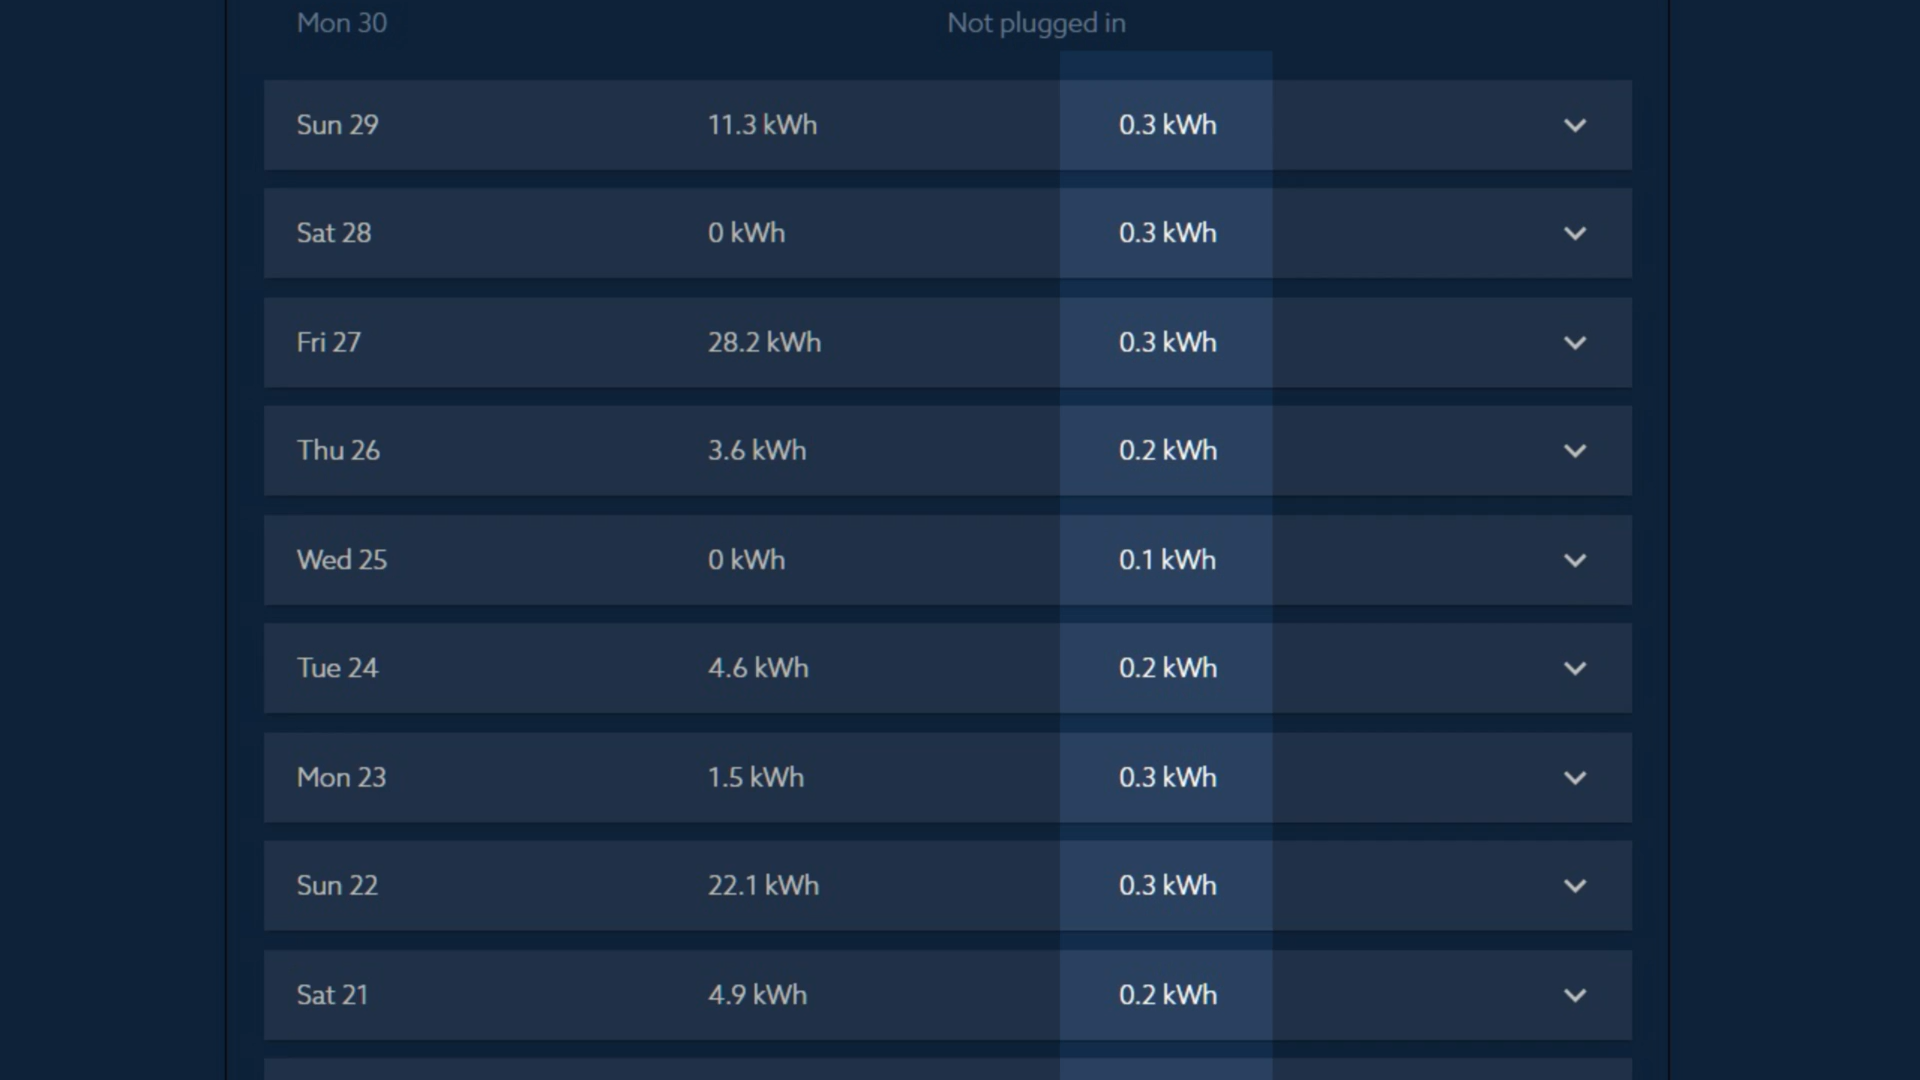 Mon 30 Not plugged in
Sun 29 11.3 kWh 0.3 kWh
Sat 28 0 kWh 0.3 kWh
Fri 27 28.2 kWh 0.3 kWh
Thu 26 3.6 kWh 0.2 kWh
Wed 25 0 kWh 0.1 kWh
Tue 24 4.6 kWh 0.2 kWh
Mon 23 1.5 kWh 0.3 kWh
Sun 22 22.1 kWh 0.3 kWh
Sat 21 4.9 kWh 0.2 kWh